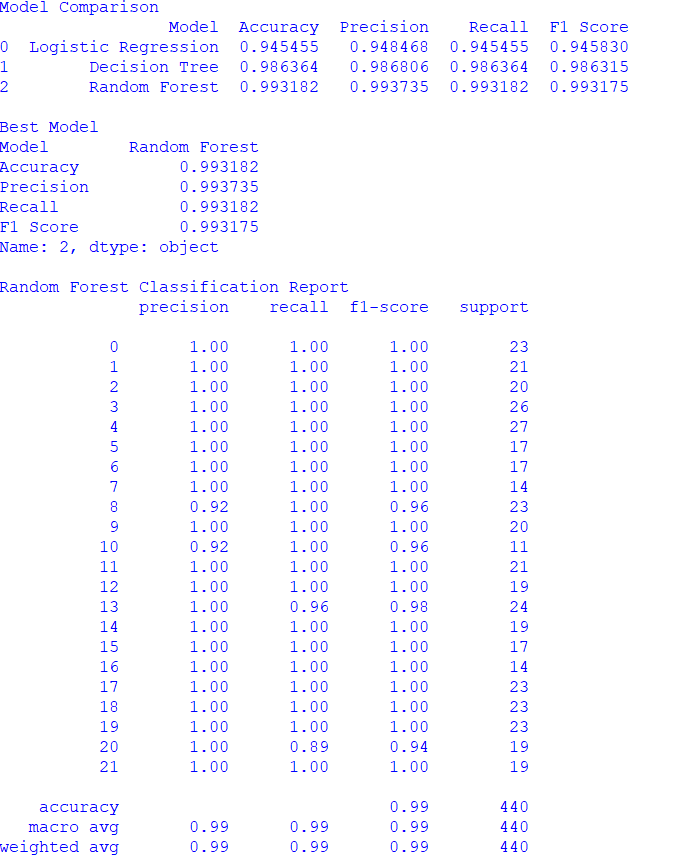 Model Comparison
Model Accuracy Precision Recall F1 Score
0 Logistic Regression 0.945455 0.948468 0.945455 0.945830
1 Decision Tree 0.986364 0.986806 0.986364 0.986315
2 Random Forest 0.993182 0.993735 0.993182 0.993175
Best Model
Model Random Forest
Accuracy 0.993182
Precision 0.993735
Recall 0.993182
F1 Score 0.993175
Name: 2, dtype: object
Random Forest Classification Report
precision recall f1-score support
0 1.00 1.00 1.00 23
1 1.00 1.00 1.00 21
2 1.00 1.00 1.00 20
3 1.00 1.00 1.00 26
4 1.00 1.00 1.00 27
5 1.00 1.00 1.00 17
6 1.00 1.00 1.00 17
7 1.00 1.00 1.00 14
8 0.92 1.00 0.96 23
9 1.00 1.00 1.00 20
10 0.92 1.00 0.96 11
11 1.00 1.00 1.00 21
12 1.00 1.00 1.00 19
13 1.00 0.96 0.98 24
14 1.00 1.00 1.00 19
15 1.00 1.00 1.00 17
16 1.00 1.00 1.00 14
17 1.00 1.00 1.00 23
18 1.00 1.00 1.00 23
19 1.00 1.00 1.00 23
20 1.00 0.89 0.94 19
21 1.00 1.00 1.00 19
accuracy 0.99 440
macro avg 0.99 0.99 0.99 440
weighted avg 0.99 0.99 0.99 440